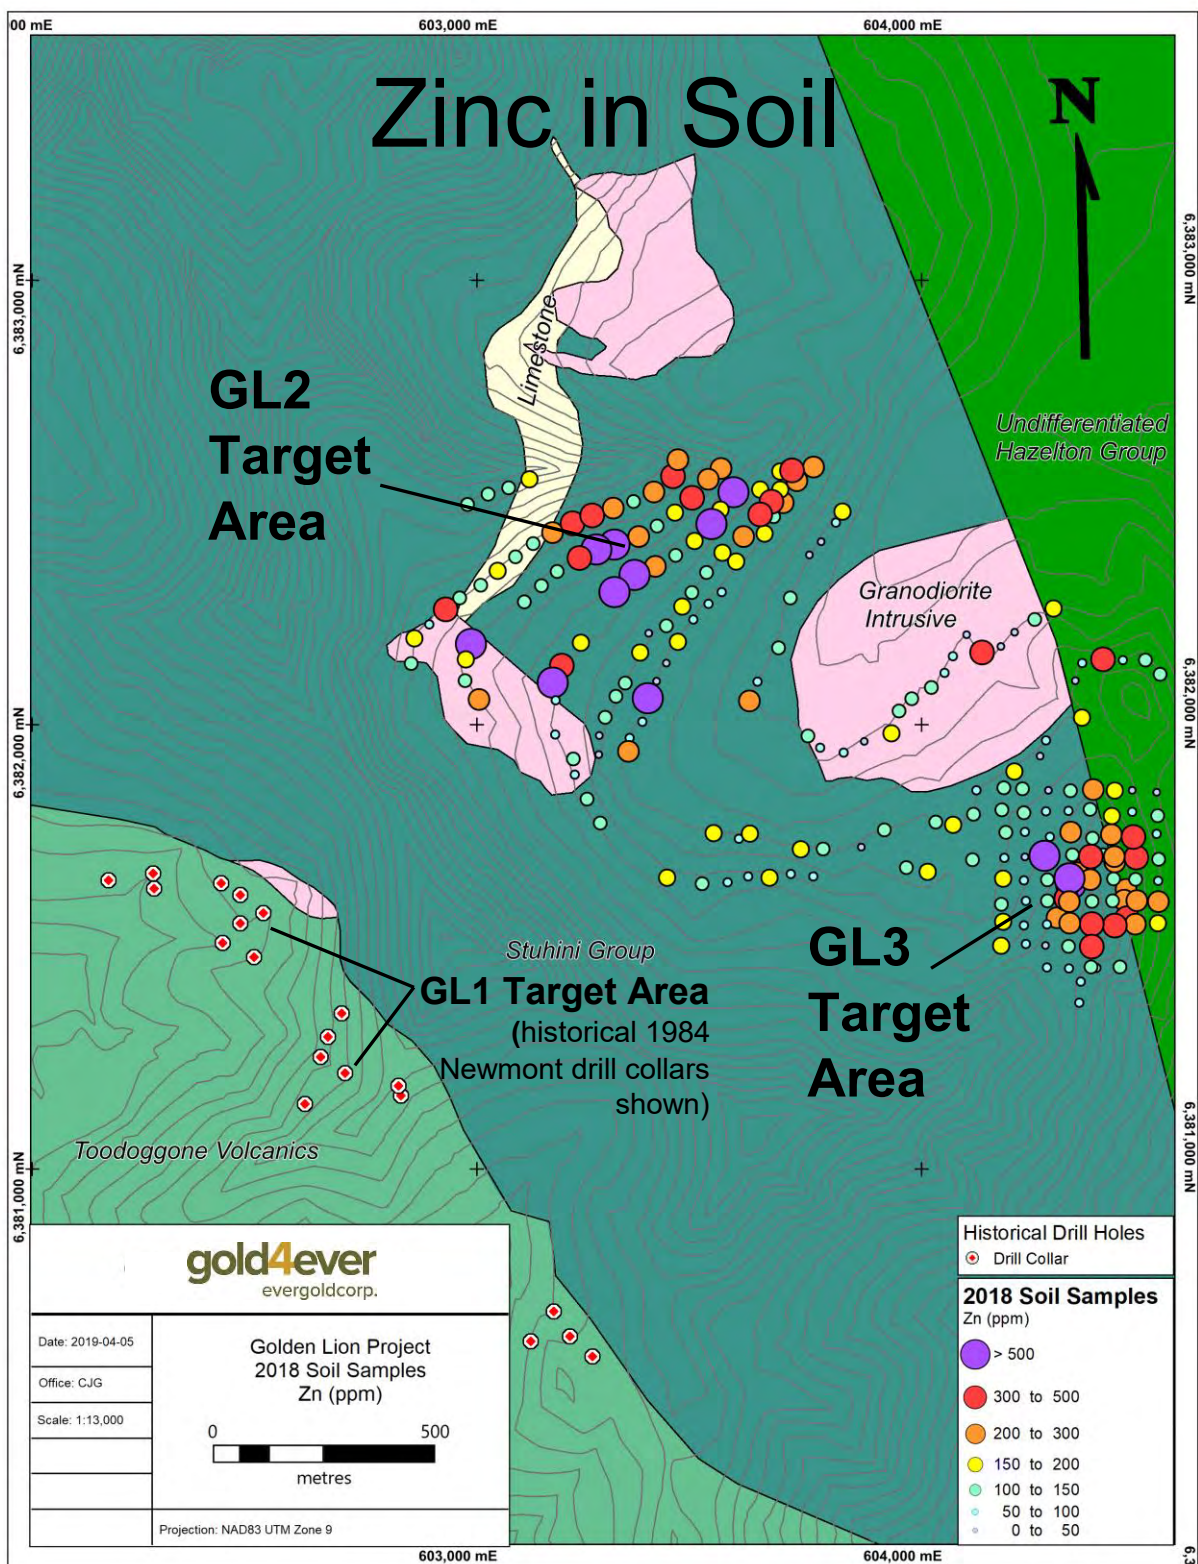 00 mE
603,000 mE
604,000 mE
Zinc in Soil
N
6,383,000 mN
6,383,000 mN
Limestone
GL2
Target
Area
Undifferentiated
Hazelton Group
Granodiorite
Intrusive
6,382,000 mN
6,382,000 mN
Stuhini Group
GL1 Target Area
(historical 1984
Newmont drill collars
shown)
GL3
Target
Area
Toodoggone Volcanics
6,381,000 mN
6,381,000 mN
gold4ever
evergoldcorp.
Date: 2019-04-05
Office: CJG
Scale: 1:13,000
Golden Lion Project
2018 Soil Samples
Zn (ppm)
0 500
metres
Projection: NAD83 UTM Zone 9
Historical Drill Holes
Drill Collar
2018 Soil Samples
Zn (ppm)
> 500
300 to 500
200 to 300
150 to 200
100 to 150
50 to 100
0 to 50
603,000 mE
604,000 mE